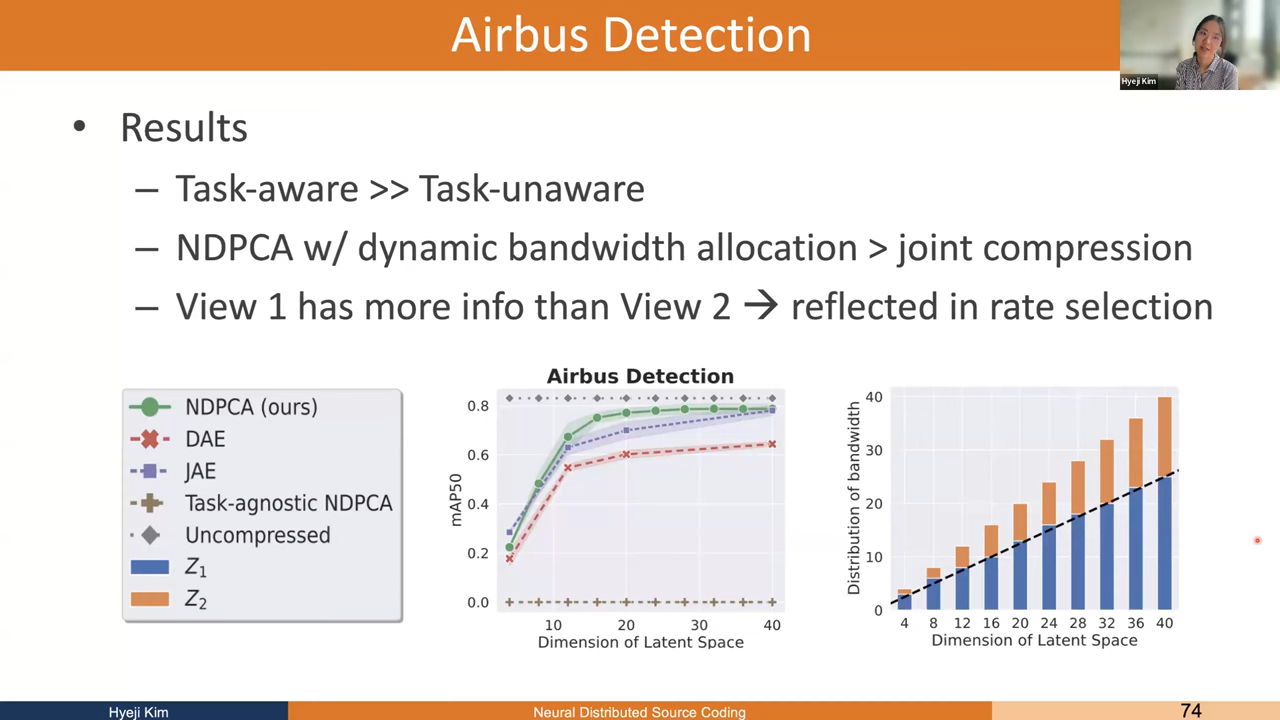 Airbus Detection
Hyeji Kim
• Results
– Task-aware >> Task-unaware
– NDPCA w/ dynamic bandwidth allocation > joint compression
– View 1 has more info than View 2 → reflected in rate selection
NDPCA (ours)
DAE
JAE
Task-agnostic NDPCA
Uncompressed
Z1
Z2
Airbus Detection
mAP50
0.8
0.6
0.4
0.2
0.0
10 20 30 40
Dimension of Latent Space
Distribution of bandwidth
40
30
20
10
0
4 8 12 16 20 24 28 32 36 40
Dimension of Latent Space
Hyeji Kim
Neural Distributed Source Coding
74